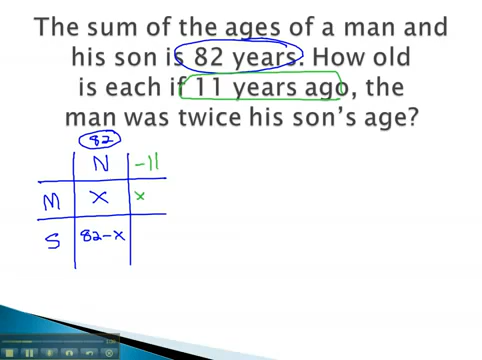 The sum of the ages of a man and
his son is 82 years. How old
is each if 11 years ago, the
man was twice his son's age?
82
N -11
M X x
S 82-x